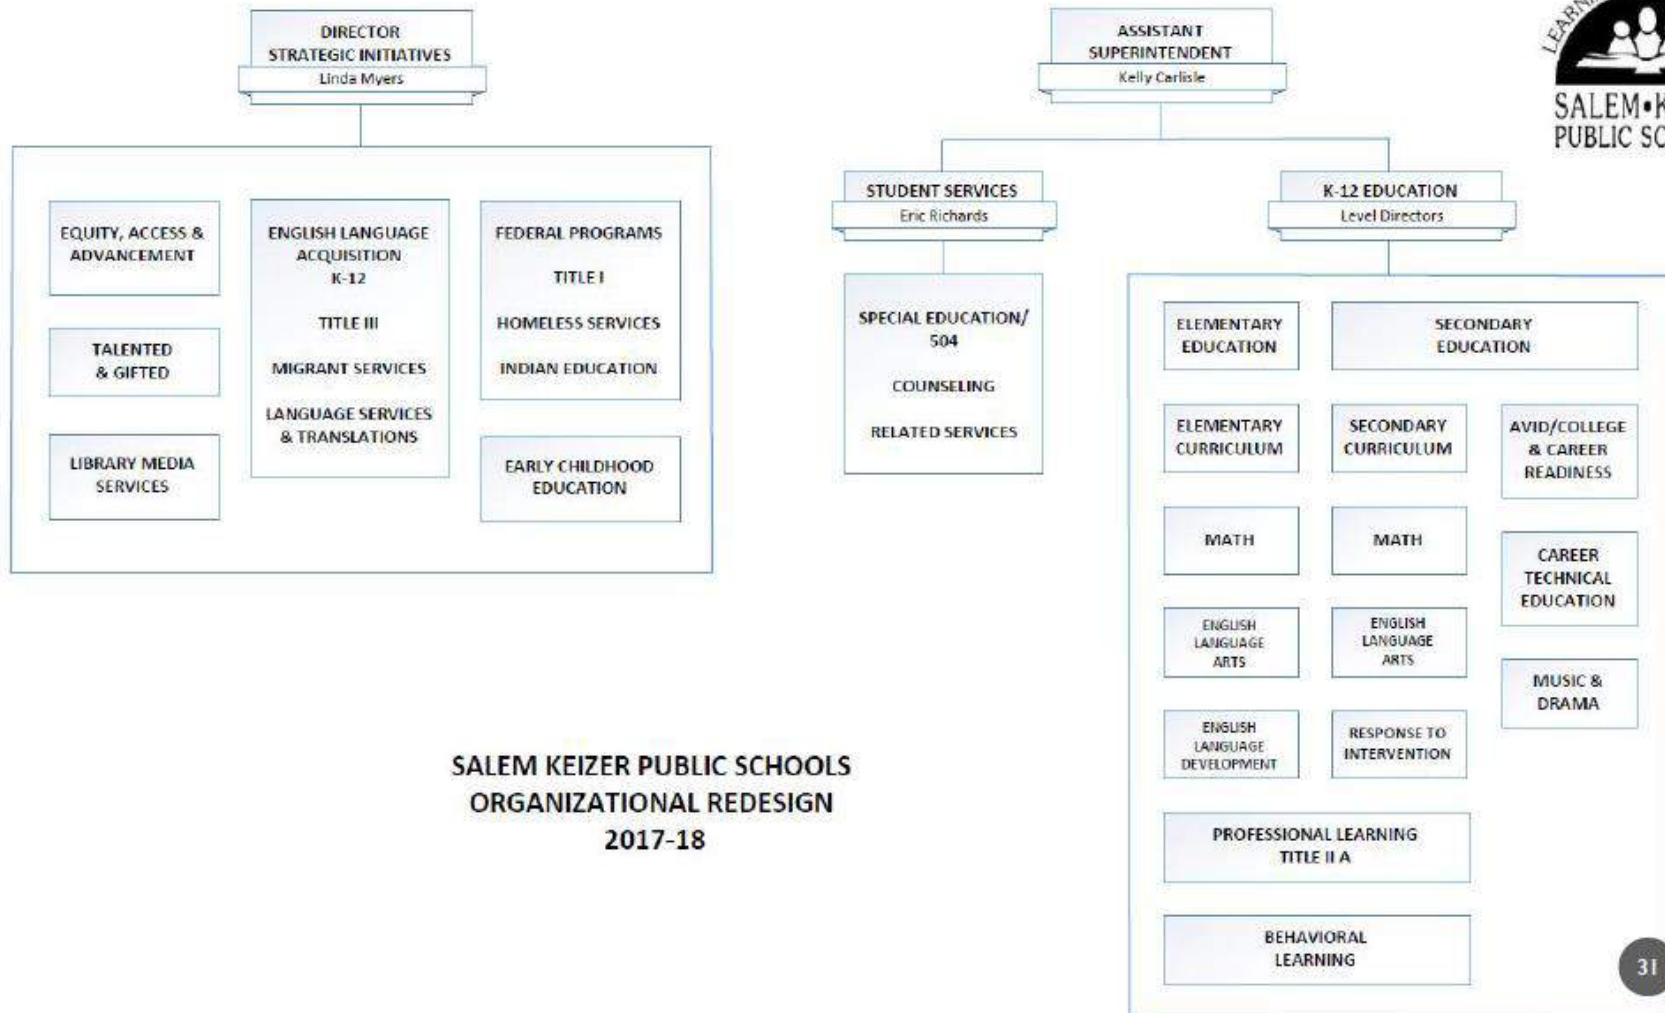 DIRECTOR
STRATEGIC INITIATIVES
Linda Myers
EQUITY, ACCESS &
ADVANCEMENT
TALENTED
& GIFTED
LIBRARY MEDIA
SERVICES
ENGLISH LANGUAGE
ACQUISITION
K-12
TITLE III
MIGRANT SERVICES
LANGUAGE SERVICES
& TRANSLATIONS
FEDERAL PROGRAMS
TITLE I
HOMELESS SERVICES
INDIAN EDUCATION
EARLY CHILDHOOD
EDUCATION
ASSISTANT
SUPERINTENDENT
Kelly Carlisle
STUDENT SERVICES
Eric Richards
SPECIAL EDUCATION/
504
COUNSELING
RELATED SERVICES
K-12 EDUCATION
Level Directors
ELEMENTARY
EDUCATION
SECONDARY
EDUCATION
ELEMENTARY
CURRICULUM
SECONDARY
CURRICULUM
AVID/COLLEGE
& CAREER
READINESS
MATH
MATH
CAREER
TECHNICAL
EDUCATION
ENGLISH
LANGUAGE
ARTS
ENGLISH
LANGUAGE
ARTS
MUSIC &
DRAMA
ENGLISH
LANGUAGE
DEVELOPMENT
RESPONSE TO
INTERVENTION
PROFESSIONAL LEARNING
TITLE II A
BEHAVIORAL
LEARNING
SALEM KEIZER PUBLIC SCHOOLS
ORGANIZATIONAL REDESIGN
2017-18
SALEM•K
PUBLIC SC
31